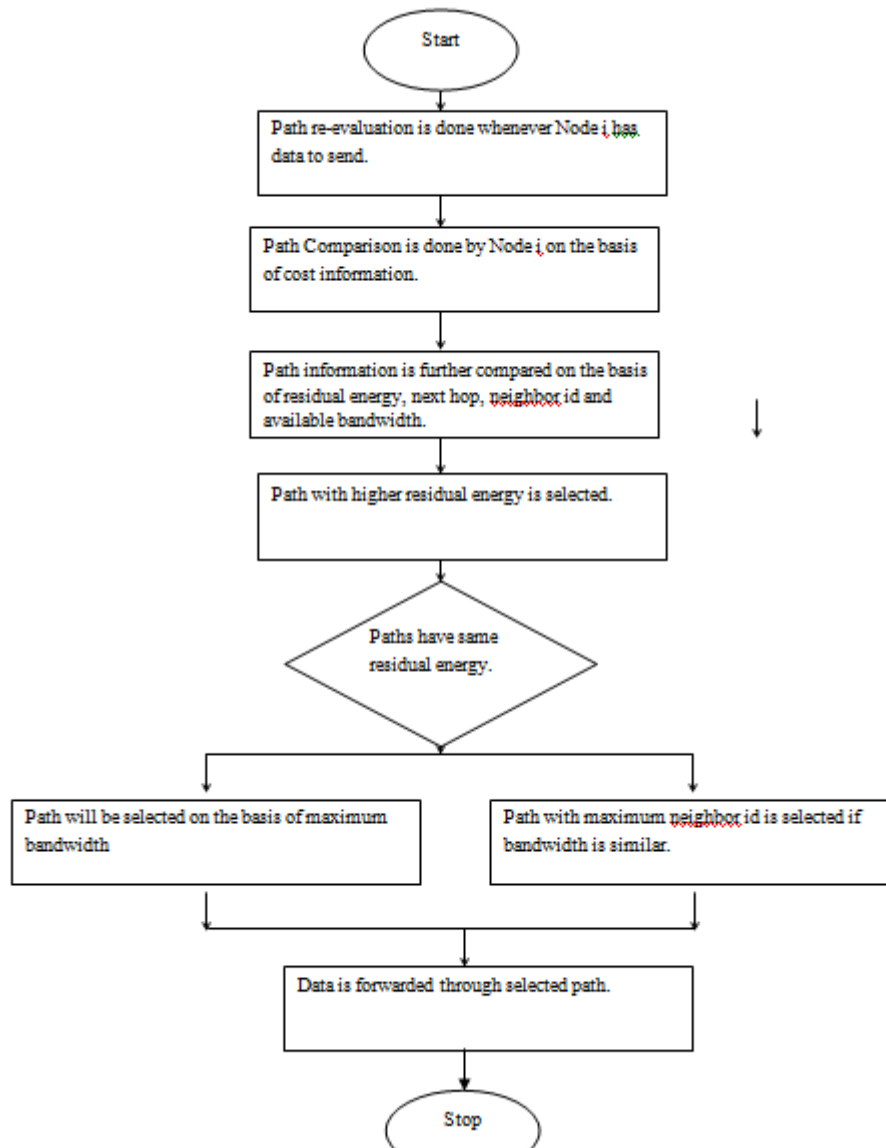 Start
Path re-evaluation is done whenever Node i has
data to send.
Path Comparison is done by Node i on the basis
of cost information.
Path information is further compared on the basis
of residual energy, next hop, neighbor id and
available bandwidth.
Path with higher residual energy is selected.
Paths have same
residual energy.
Path will be selected on the basis of maximum
bandwidth
Path with maximum neighbor id is selected if
bandwidth is similar.
Data is forwarded through selected path.
Stop